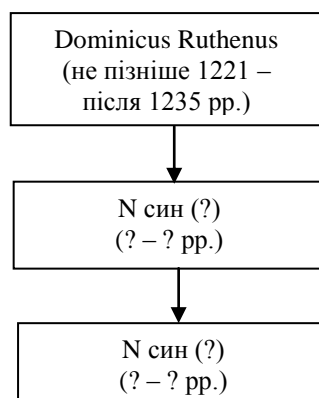 Dominicus Ruthenus
(не пізніше 1221 –
після 1235 рр.)
N син (?)
(? – ? рр.)
N син (?)
(? – ? рр.)